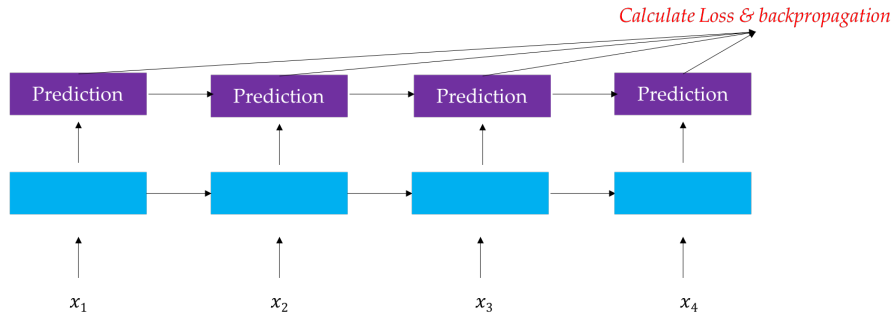 Calculate Loss & backpropagation
Prediction Prediction Prediction Prediction
x₁ x₂ x₃ x₄